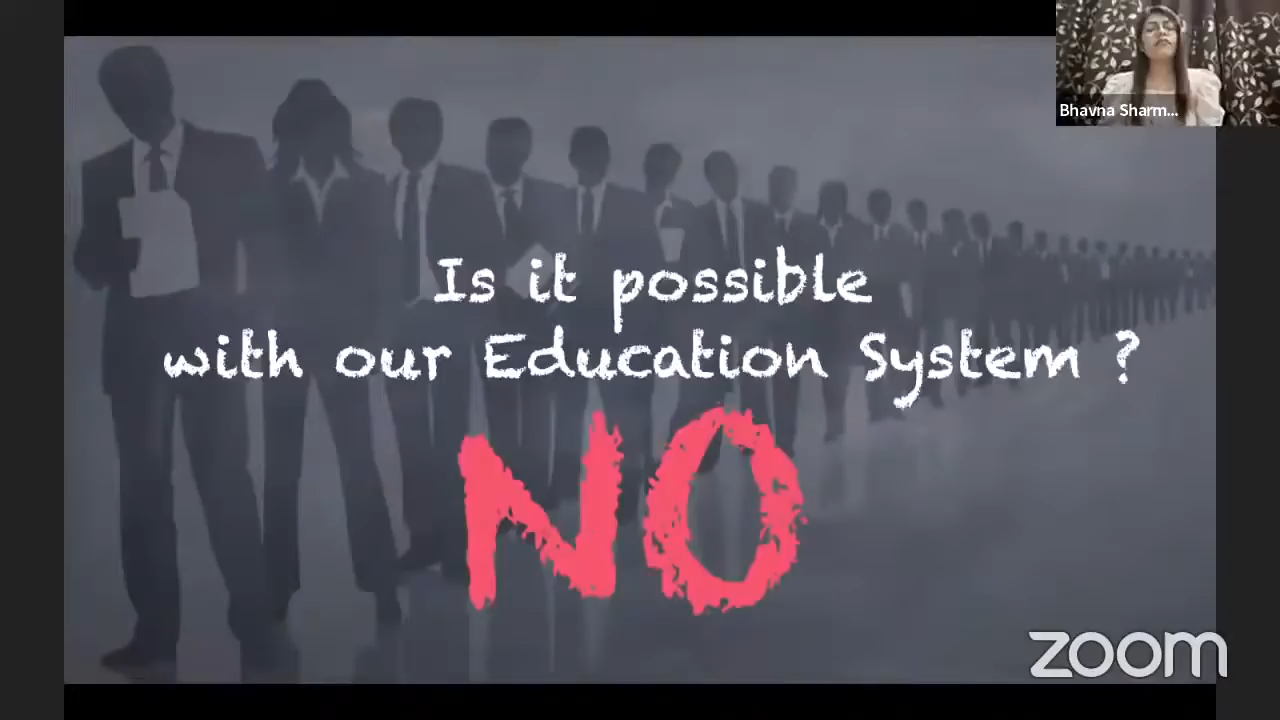 Bhavna Sharm...
Is it possible
with our Education System ?
NO
zoom